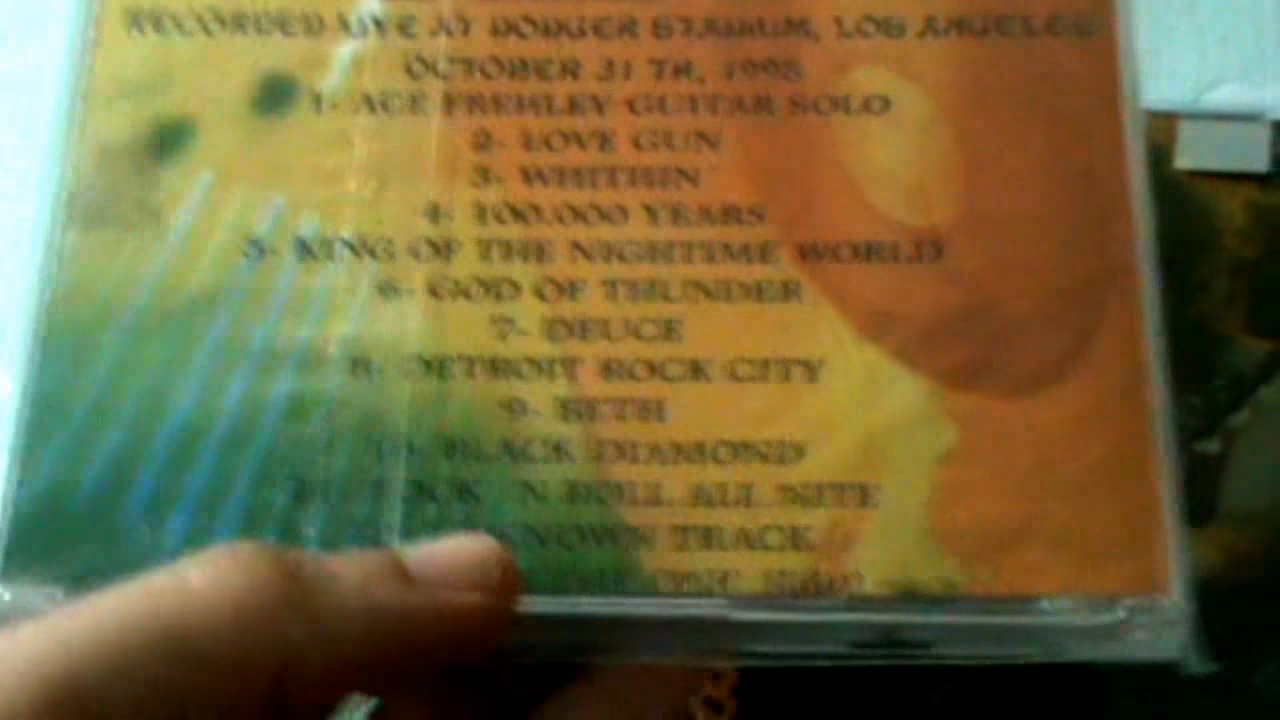 RECORDED LIVE AT DODGER STADIUM, LOS ANGELES
OCTOBER 31 TH, 1998
1- ACE FREHLEY GUITAR SOLO
2- LOVE GUN
3- WHITHIN
4- 100.000 YEARS
5- KING OF THE NIGHTIME WORLD
6- GOD OF THUNDER
7- DEUCE
8- DETROIT ROCK CITY
9- BETH
10- BLACK DIAMOND
ROCK 'N ROLL ALL NITE
TRACK